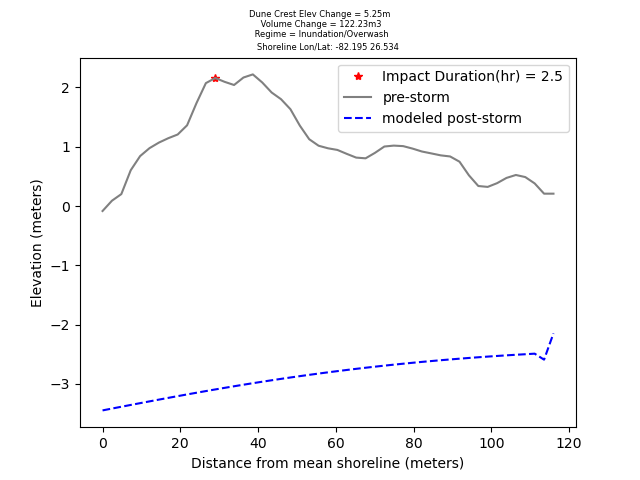 Dune Crest Elev Change = 5.25m
Volume Change = 122.23m3
Regime = Inundation/Overwash
Shoreline Lon/Lat: -82.195 26.534
Impact Duration(hr) = 2.5
pre-storm
modeled post-storm
2
1
0
−1
−2
−3
Elevation (meters)
0 20 40 60 80 100 120
Distance from mean shoreline (meters)